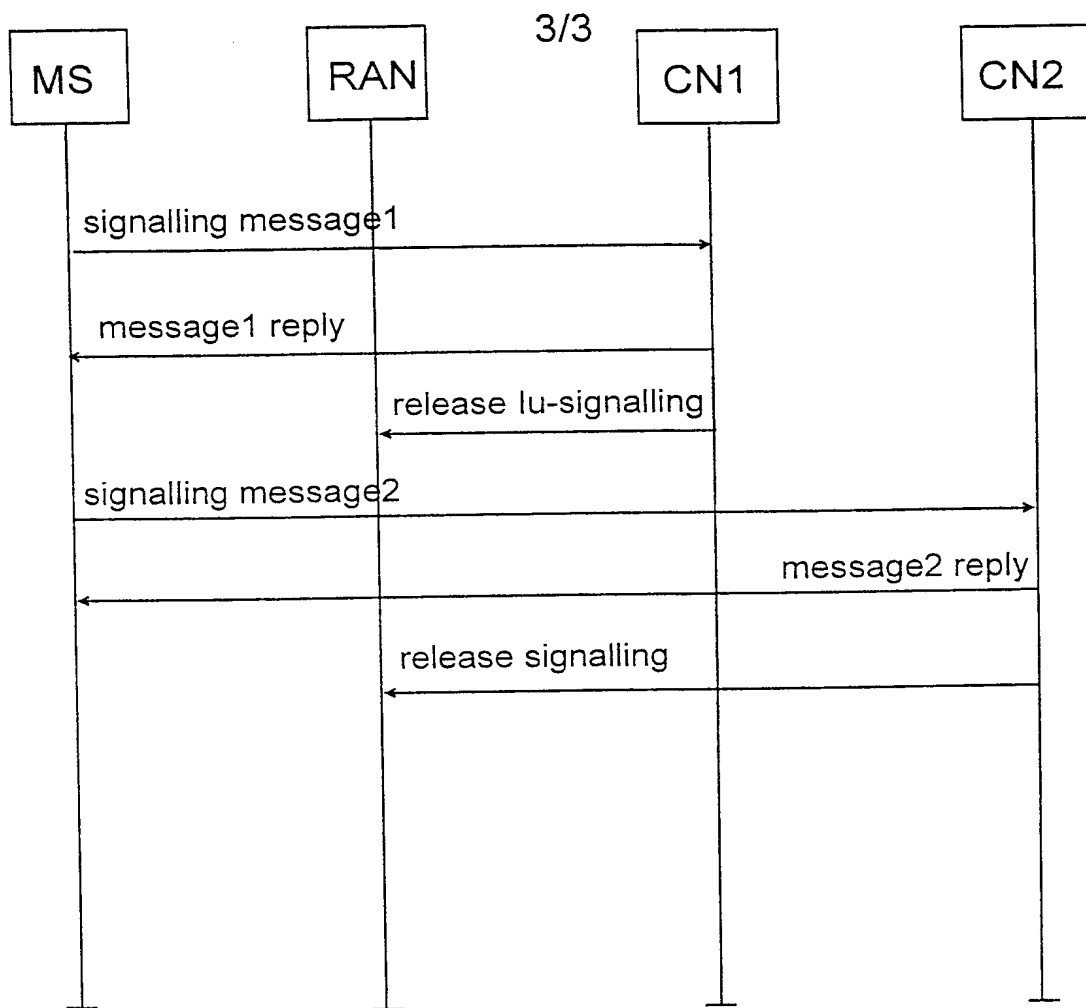 3/3
MS
RAN
CN1
CN2
signalling message1
message1 reply
release Iu-signalling
signalling message2
message2 reply
release signalling